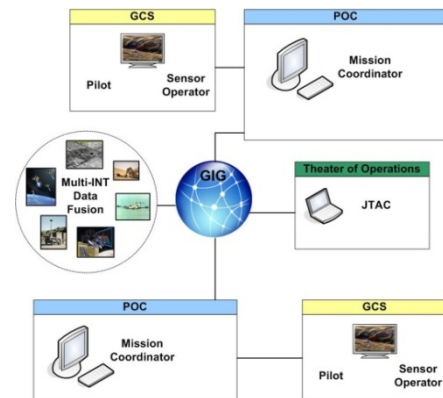 GCS
Pilot
Sensor
Operator
POC
Mission
Coordinator
Multi-INT
Data
Fusion
GIG
Theater of Operations
JTAC
POC
Mission
Coordinator
GCS
Pilot
Sensor
Operator